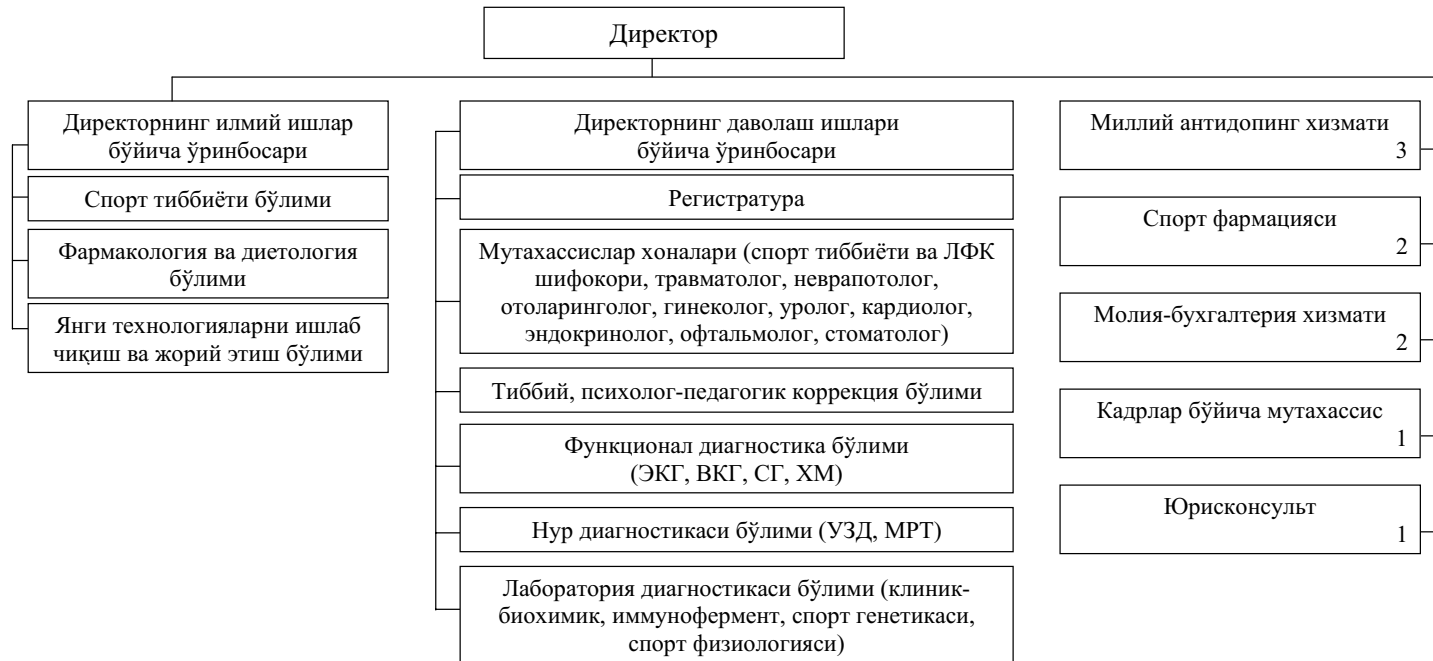 Директор
Директорнинг илмий ишлар
бўйича ўринбосари
Спорт тиббиёти бўлими
Фармакология ва диетология
бўлими
Янги технологияларни ишлаб
чиқиш ва жорий этиш бўлими
Директорнинг даволаш ишлари
бўйича ўринбосари
Регистратура
Мутахассислар хоналари (спорт тиббиёти ва ЛФК
шифокори, травматолог, неврапотолог,
отоларинголог, гинеколог, уролог, кардиолог,
эндокринолог, офтальмолог, стоматолог)
Тиббий, психолог-педагогик коррекция бўлими
Функционал диагностика бўлими
(ЭКГ, ВКГ, СГ, ХМ)
Нур диагностикаси бўлими (УЗД, МРТ)
Лаборатория диагностикаси бўлими (клиник-
биохимик, иммунофермент, спорт генетикаси,
спорт физиологияси)
Миллий антидопинг хизмати
3
Спорт фармацияси
2
Молия-бухгалтерия хизмати
2
Кадрлар бўйича мутахассис
1
Юрисконсульт
1